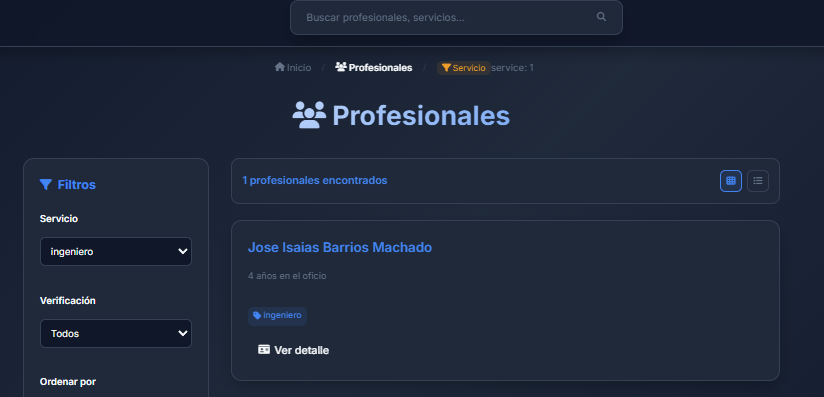 Buscar profesionales, servicios...
Inicio / Profesionales / Servicio service: 1
Profesionales
Filtros
Servicio
ingeniero
Verificación
Todos
Ordenar por
1 profesionales encontrados
Jose Isaias Barrios Machado
4 años en el oficio
ingeniero
Ver detalle